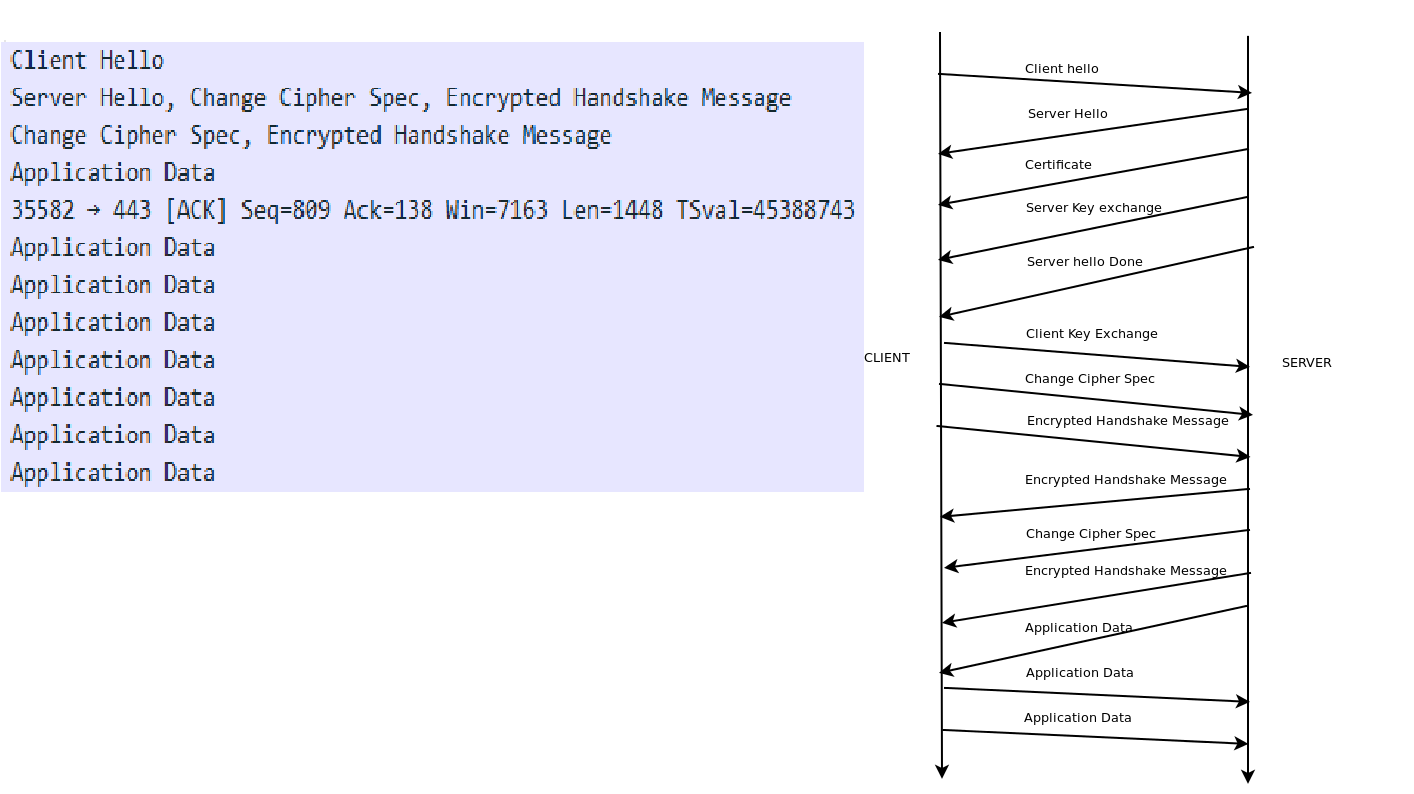 Client Hello
Server Hello, Change Cipher Spec, Encrypted Handshake Message
Change Cipher Spec, Encrypted Handshake Message
Application Data
35582 → 443 [ACK] Seq=809 Ack=138 Win=7163 Len=1448 TSval=45388743
Application Data
Application Data
Application Data
Application Data
Application Data
Application Data
Application Data
CLIENT
Client hello
Server Hello
Certificate
Server Key exchange
Server hello Done
Client Key Exchange
Change Cipher Spec
Encrypted Handshake Message
Encrypted Handshake Message
Change Cipher Spec
Encrypted Handshake Message
Application Data
Application Data
Application Data
SERVER